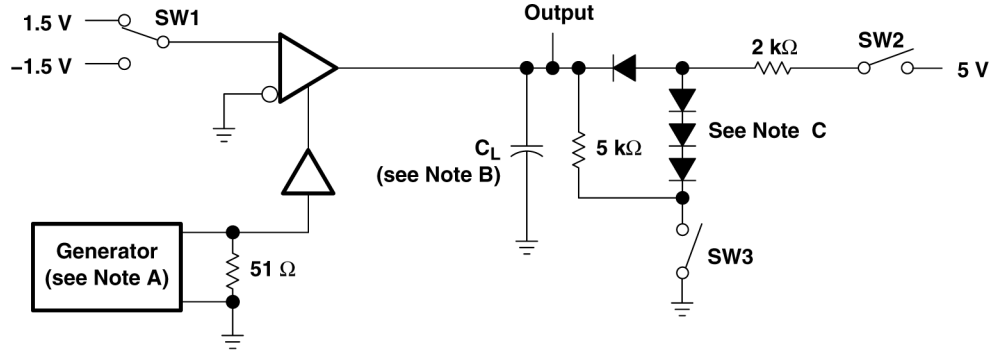 Output
1.5 V
SW1
–1.5 V
2 kΩ
SW2
5 V
See Note C
CL
(see Note B)
5 kΩ
Generator
(see Note A)
51 Ω
SW3